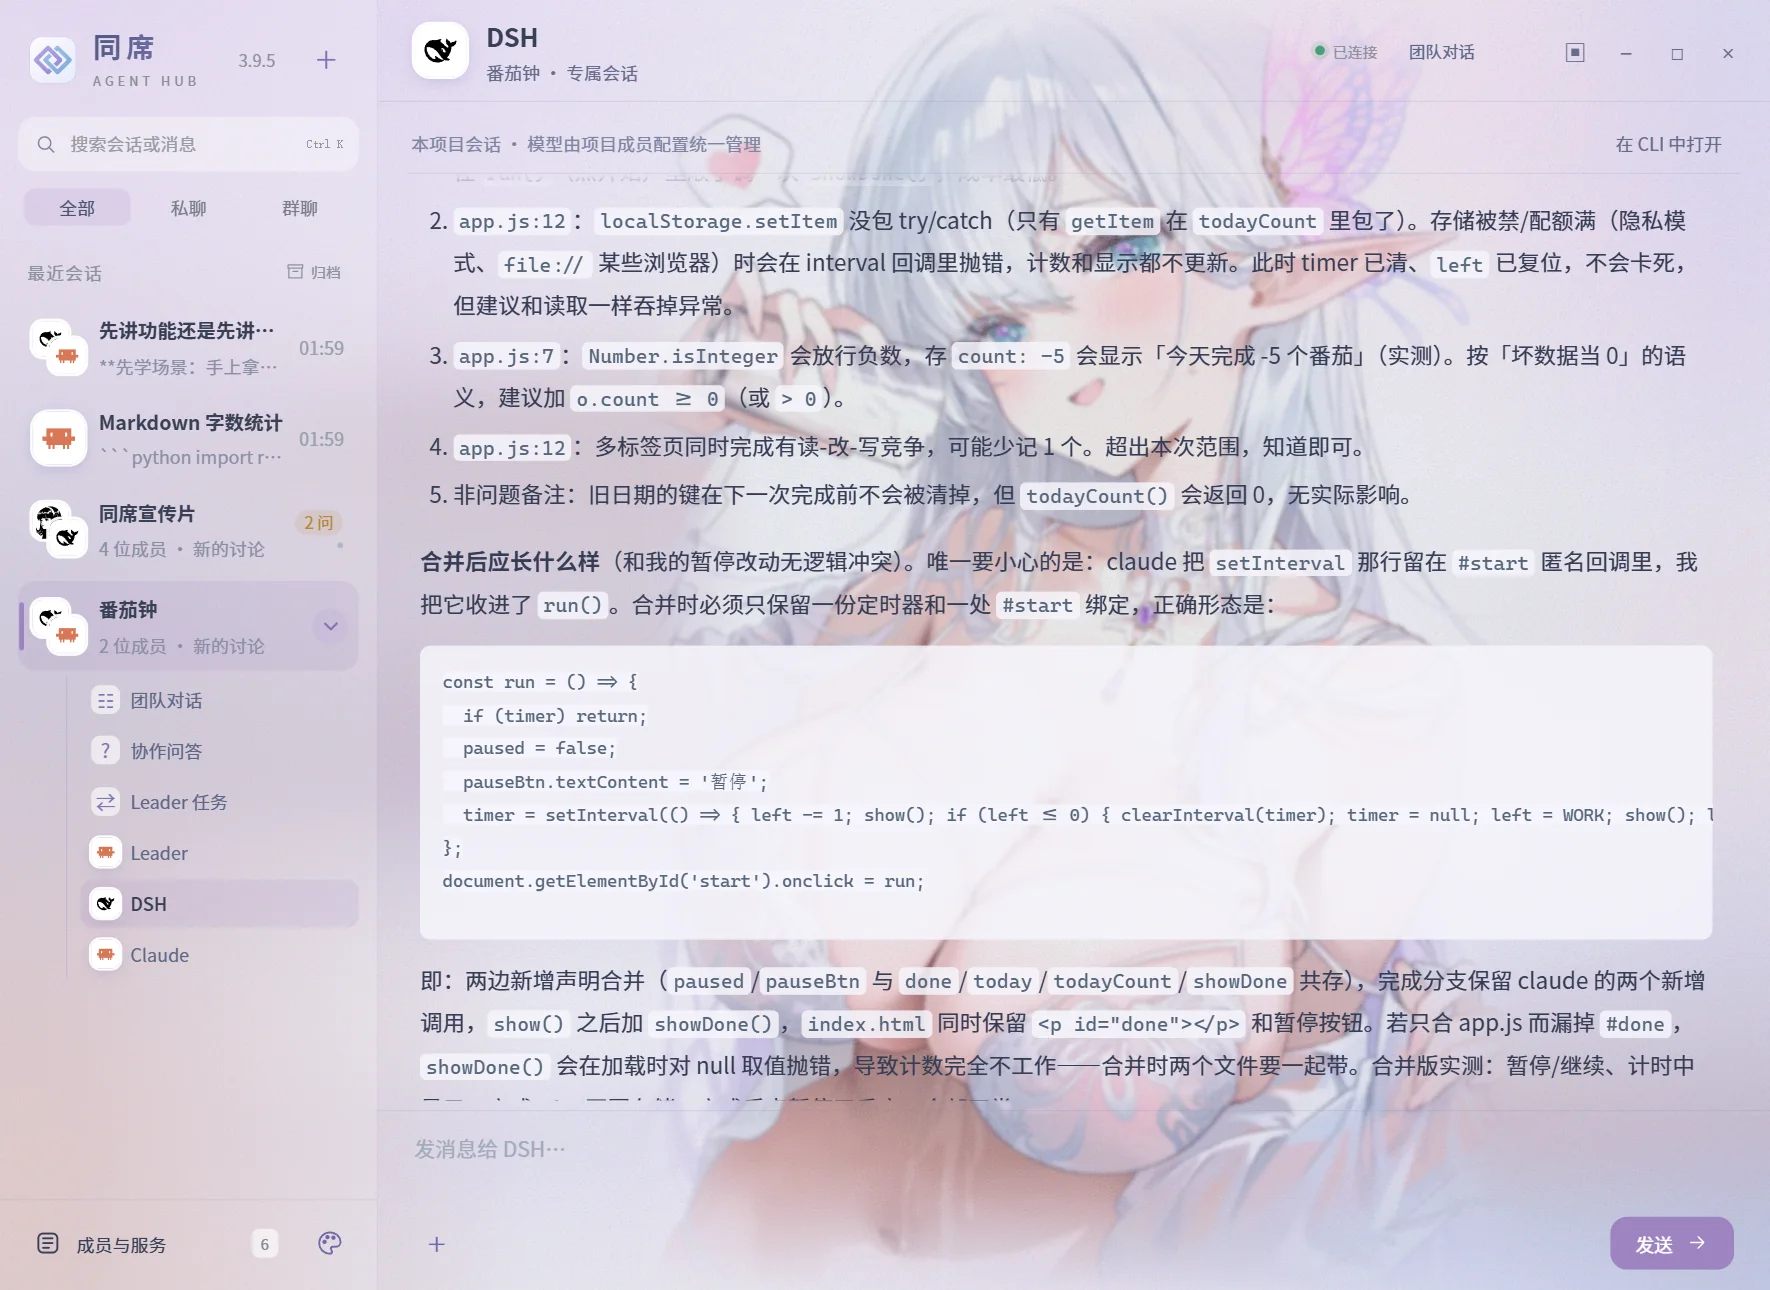 同席
AGENT HUB
3.9.5
搜索会话或消息
Ctrl K
全部
私聊
群聊
最近会话
归档
先讲功能还是先讲…
**先学场景：手上拿…
01:59
Markdown 字数统计
```python import r…
01:59
同席宣传片
4 位成员 · 新的讨论
2 问
番茄钟
2 位成员 · 新的讨论
团队对话
? 协作问答
Leader 任务
Leader
DSH
Claude
成员与服务
6
DSH
番茄钟 · 专属会话
已连接
团队对话
本项目会话 · 模型由项目成员配置统一管理
在 CLI 中打开
2. app.js:12：localStorage.setItem 没包 try/catch（只有 getItem 在 todayCount 里包了）。存储被禁/配额满（隐私模
式、file:// 某些浏览器）时会在 interval 回调里抛错，计数和显示都不更新。此时 timer 已清、left 已复位，不会卡死，
但建议和读取一样吞掉异常。
3. app.js:7：Number.isInteger 会放行负数，存 count: -5 会显示「今天完成 -5 个番茄」（实测）。按「坏数据当 0」的语
义，建议加 o.count ≥ 0（或 > 0）。
4. app.js:12：多标签页同时完成有读-改-写竞争，可能少记 1 个。超出本次范围，知道即可。
5. 非问题备注：旧日期的键在下一次完成前不会被清掉，但 todayCount() 会返回 0，无实际影响。
合并后应长什么样（和我的暂停改动无逻辑冲突）。唯一要小心的是：claude 把 setInterval 那行留在 #start 匿名回调里，我
把它收进了 run()。合并时必须只保留一份定时器和一处 #start 绑定，正确形态是：
const run = () => {
if (timer) return;
paused = false;
pauseBtn.textContent = '暂停';
timer = setInterval(() => { left -= 1; show(); if (left ≤ 0) { clearInterval(timer); timer = null; left = WORK; show(); l
};
document.getElementById('start').onclick = run;
即：两边新增声明合并（paused/pauseBtn 与 done/today/todayCount/showDone 共存），完成分支保留 claude 的两个新增
调用，show() 之后加 showDone()，index.html 同时保留 <p id="done"></p> 和暂停按钮。若只合 app.js 而漏掉 #done，
showDone() 会在加载时对 null 取值抛错，导致计数完全不工作——合并时两个文件要一起带。合并版实测：暂停/继续、计时中
发消息给 DSH…
发送